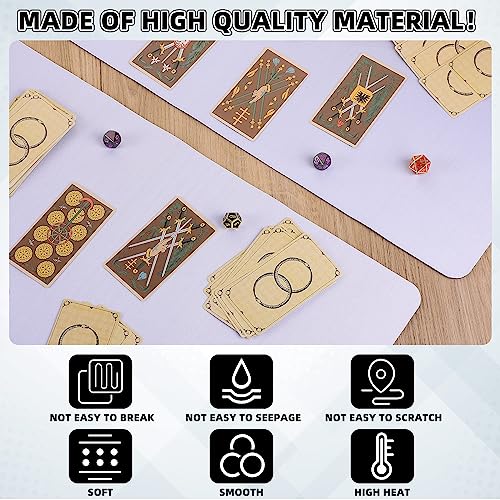 MADE OF HIGH QUALITY MATERIAL!
NOT EASY TO BREAK
NOT EASY TO SEEPAGE
NOT EASY TO SCRATCH
SOFT
SMOOTH
HIGH HEAT